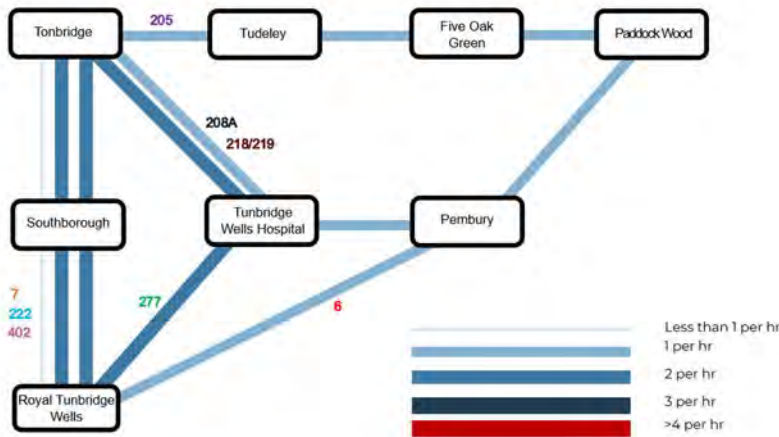 205
Tonbridge
Tudeley
Five Oak
Green
Paddock Wood
208A
218/219
Southborough
Tunbridge
Wells Hospital
Pembury
7
222
402
277
6
Royal Tunbridge
Wells
Less than 1 per hr
1 per hr
2 per hr
3 per hr
>4 per hr